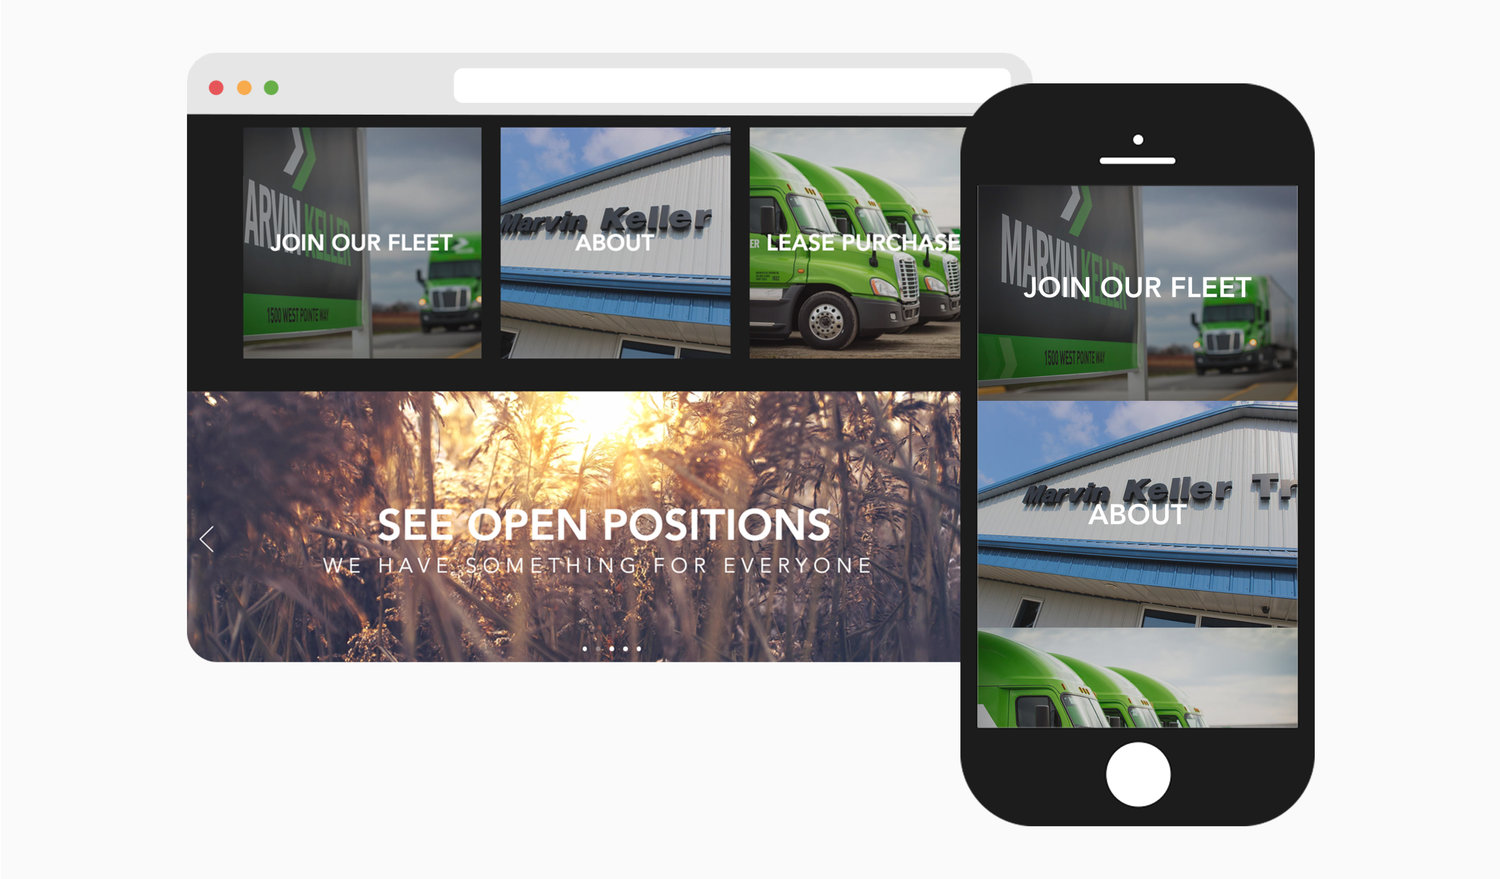 ARVIN KELLER
JOIN OUR FLEET
1500 WEST POINTE WAY
Marvin Keller
ABOUT
LEASE PURCHASE
SEE OPEN POSITIONS
WE HAVE SOMETHING FOR EVERYONE
MARVIN KELLER
JOIN OUR FLEET
1500 WEST POINTE WAY
Marvin Keller Tr
ABOUT